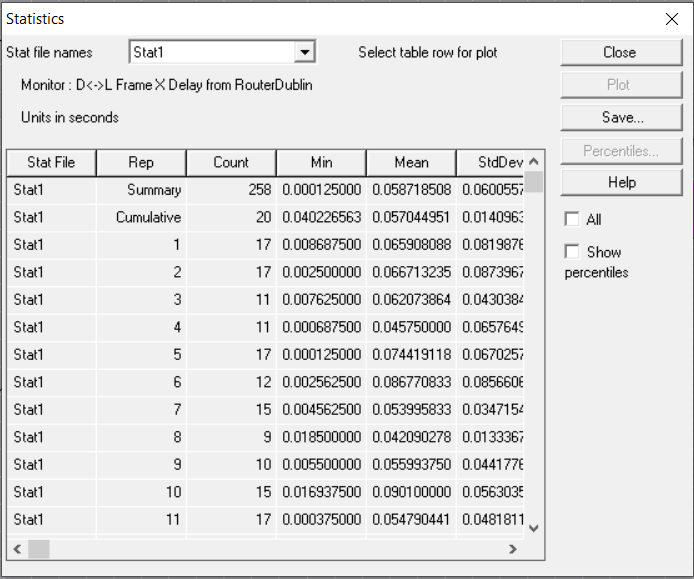 Statistics
Stat file names Stat1 Select table row for plot Close
Monitor : D<->L Frame X Delay from RouterDublin Plot
Units in seconds Save...
Percentiles...
Help
All
Show percentiles
Stat File Rep Count Min Mean StdDev
Stat1 Summary 258 0.000125000 0.058718508 0.0600557
Stat1 Cumulative 20 0.040226563 0.057044951 0.0140963
Stat1 1 17 0.008687500 0.065908088 0.0819876
Stat1 2 17 0.002500000 0.066713235 0.0873967
Stat1 3 11 0.007625000 0.062073864 0.0430384
Stat1 4 11 0.000687500 0.045750000 0.0657649
Stat1 5 17 0.000125000 0.074419118 0.0670257
Stat1 6 12 0.002562500 0.086770833 0.0856606
Stat1 7 15 0.004562500 0.053995833 0.0347154
Stat1 8 9 0.018500000 0.042090278 0.0133367
Stat1 9 10 0.005500000 0.055993750 0.0441776
Stat1 10 15 0.016937500 0.090100000 0.0563035
Stat1 11 17 0.000375000 0.054790441 0.0481811